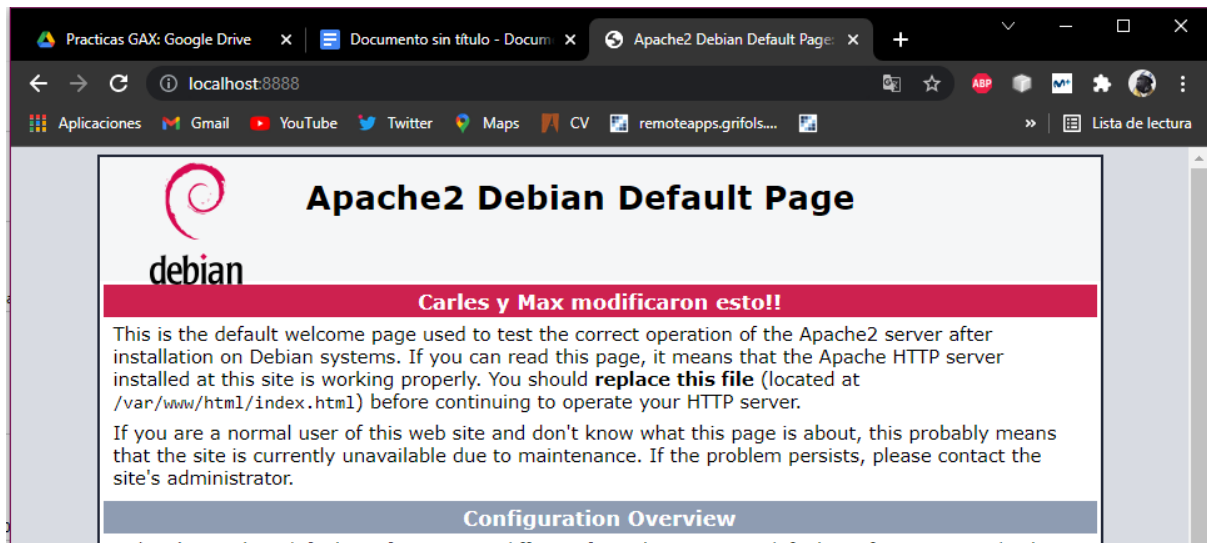 Practicas GAX: Google Drive
Documento sin título - Docum
Apache2 Debian Default Page:
localhost:8888
ABP
Aplicaciones
Gmail
YouTube
Twitter
Maps
CV
remoteapps.grifols....
»
Lista de lectura
debian
Apache2 Debian Default Page
Carles y Max modificaron esto!!
This is the default welcome page used to test the correct operation of the Apache2 server after
installation on Debian systems. If you can read this page, it means that the Apache HTTP server
installed at this site is working properly. You should replace this file (located at
/var/www/html/index.html) before continuing to operate your HTTP server.
If you are a normal user of this web site and don't know what this page is about, this probably means
that the site is currently unavailable due to maintenance. If the problem persists, please contact the
site's administrator.
Configuration Overview